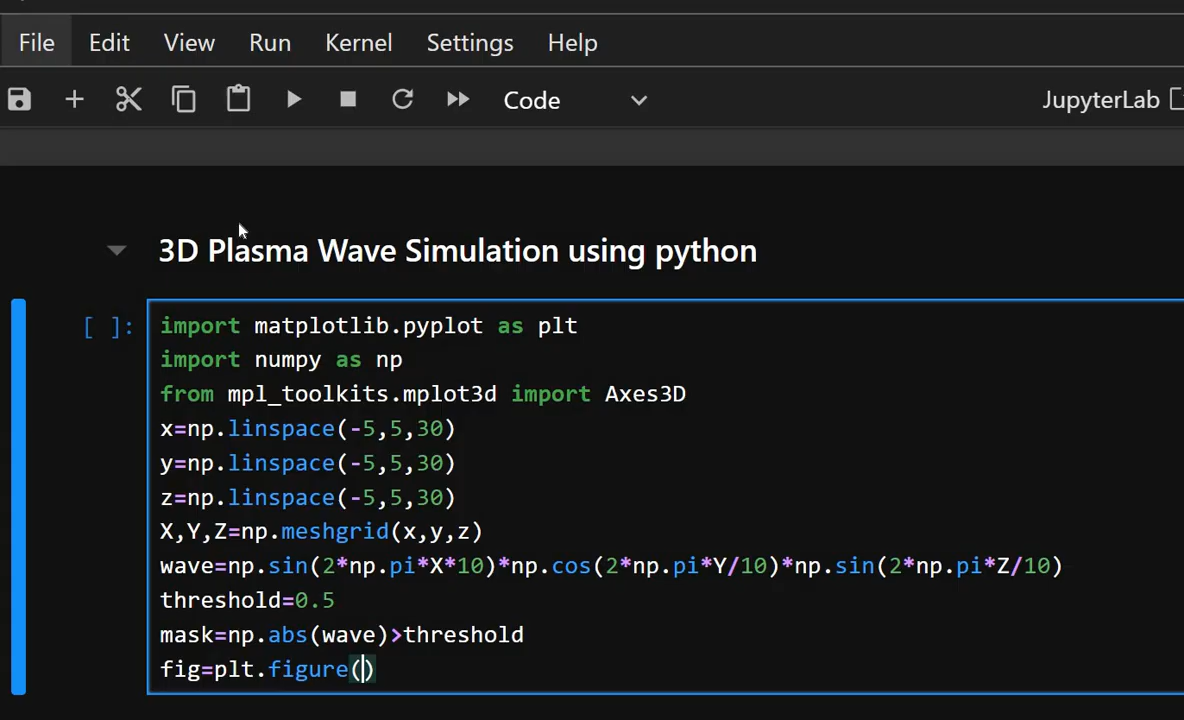 File Edit View Run Kernel Settings Help
Code JupyterLab
3D Plasma Wave Simulation using python
[ ]:
import matplotlib.pyplot as plt
import numpy as np
from mpl_toolkits.mplot3d import Axes3D
x=np.linspace(-5,5,30)
y=np.linspace(-5,5,30)
z=np.linspace(-5,5,30)
X,Y,Z=np.meshgrid(x,y,z)
wave=np.sin(2*np.pi*X*10)*np.cos(2*np.pi*Y/10)*np.sin(2*np.pi*Z/10)
threshold=0.5
mask=np.abs(wave)>threshold
fig=plt.figure()